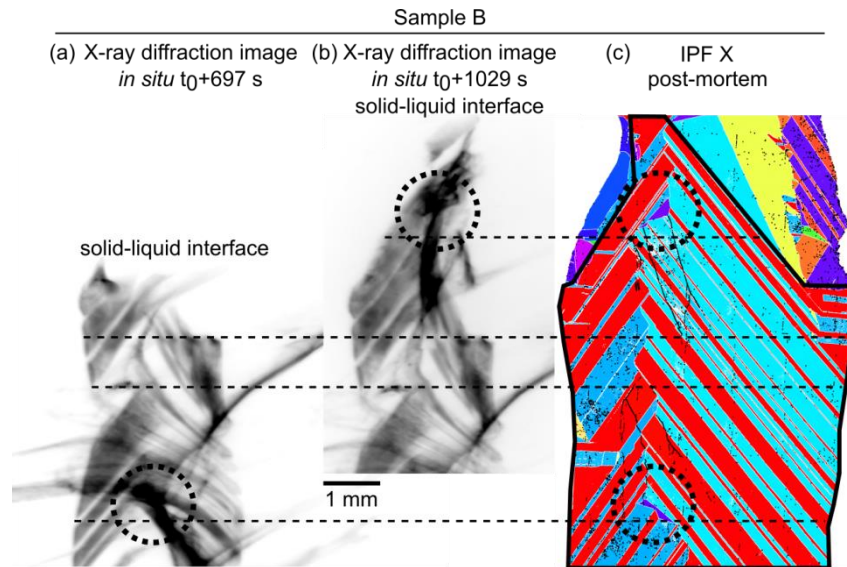 Sample B
(a) X-ray diffraction image
in situ t0+697 s
(b) X-ray diffraction image
in situ t0+1029 s
solid-liquid interface
(c) IPF X
post-mortem
solid-liquid interface
1 mm